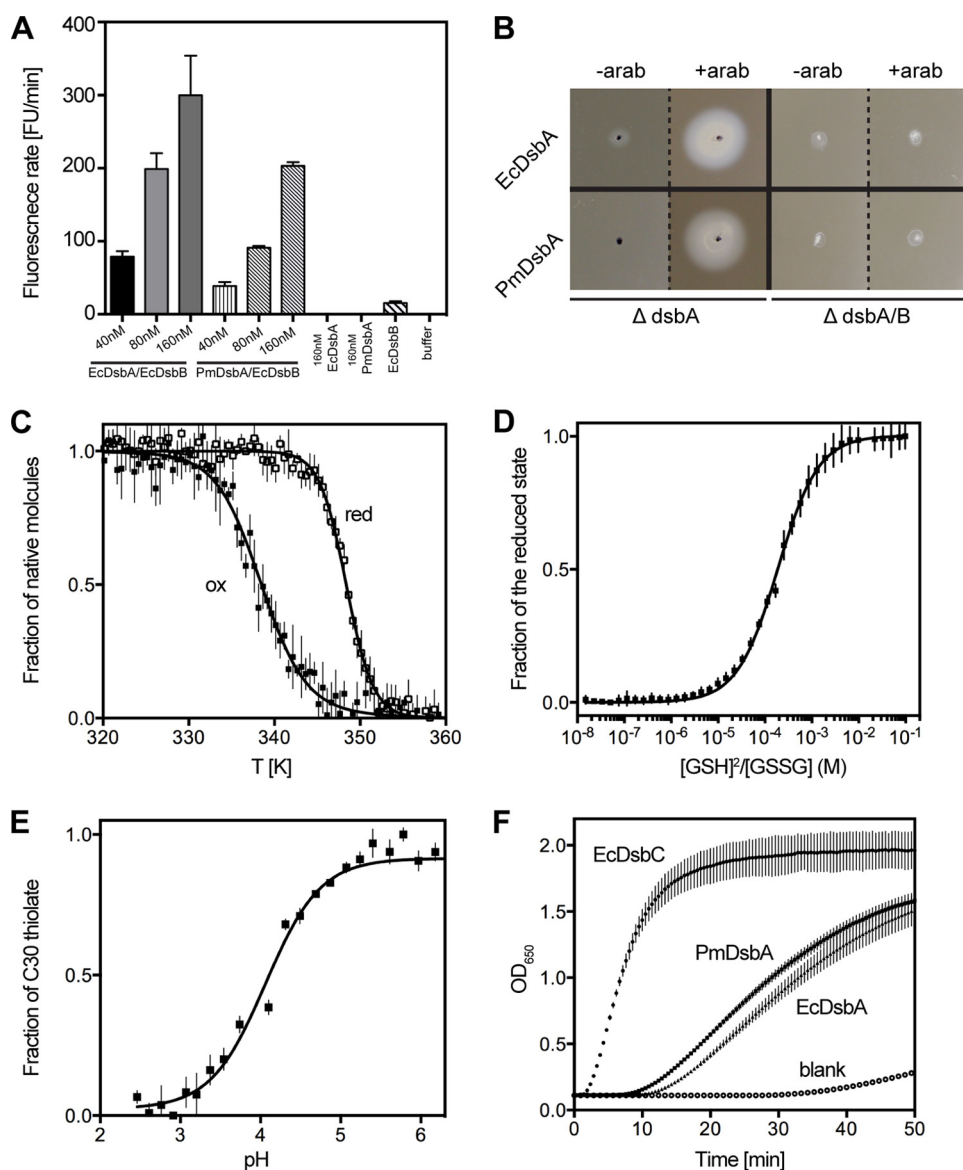 A
Fluorescnece rate [FU/min]
400
300
200
100
0
40nM
80nM
160nM
40nM
80nM
160nM
160nM
EcDsbA
160nM
PmDsbA
EcDsbB
buffer
EcDsbA/EcDsbB
PmDsbA/EcDsbB
B
-arab +arab -arab +arab
EcDsbA
PmDsbA
Δ dsbA Δ dsbA/B
C
Fraction of native molcules
1.0
0.5
0.0
red
ox
320 330 340 350 360
T [K]
D
Fraction of the reduced state
1.0
0.5
0.0
10-8 10-7 10-6 10-5 10-4 10-3 10-2 10-1
[GSH]2/[GSSG] (M)
E
Fraction of C30 thiolate
1.0
0.5
0.0
2 3 4 5 6
pH
F
OD650
2.0
1.5
1.0
0.5
0.0
EcDsbC
PmDsbA
EcDsbA
blank
0 10 20 30 40 50
Time [min]